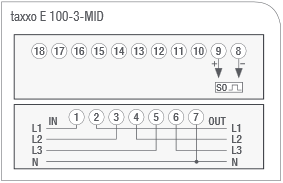 taxxo E 100-3-MID
18 17 16 15 14 13 12 11 10 9 8
+ −
S0
IN 1 2 3 4 5 6 7 OUT
L1 L1
L2 L2
L3 L3
N N